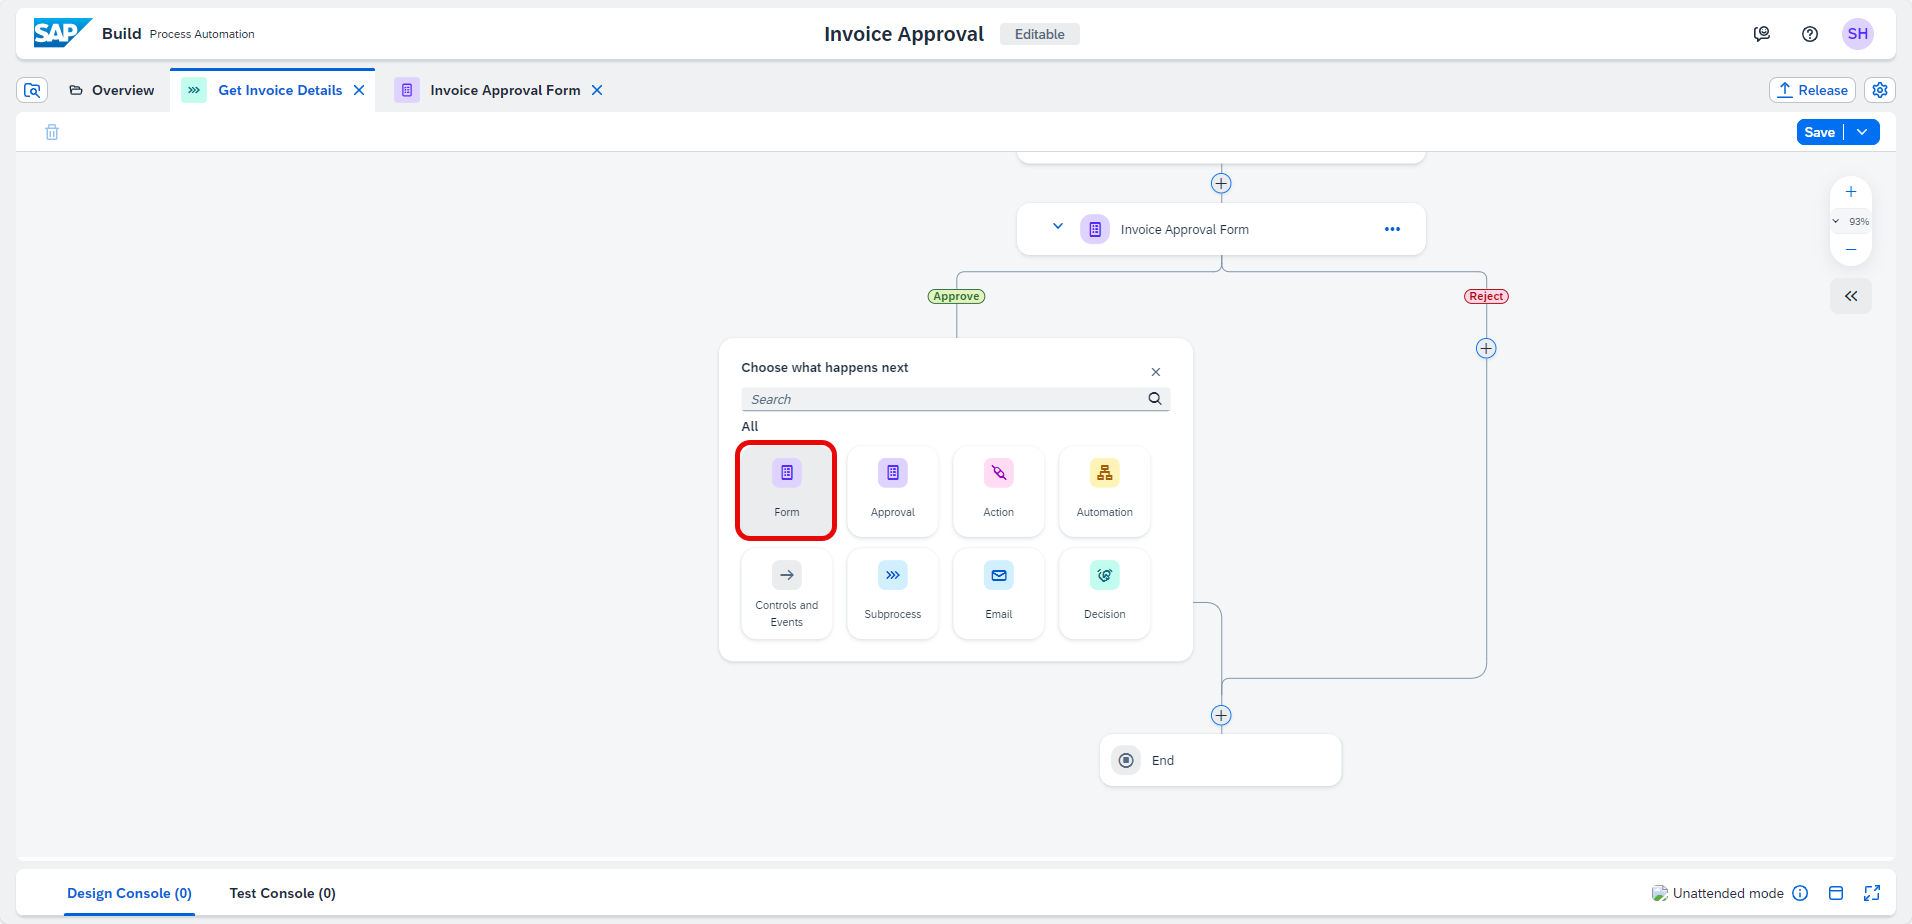 SAP Build Process Automation
Invoice Approval Editable
SH
Overview
Get Invoice Details
Invoice Approval Form
Release
Save
Invoice Approval Form
93%
Approve
Reject
Choose what happens next
Search
All
Form
Approval
Action
Automation
Controls and
Events
Subprocess
Email
Decision
End
Design Console (0)
Test Console (0)
Unattended mode